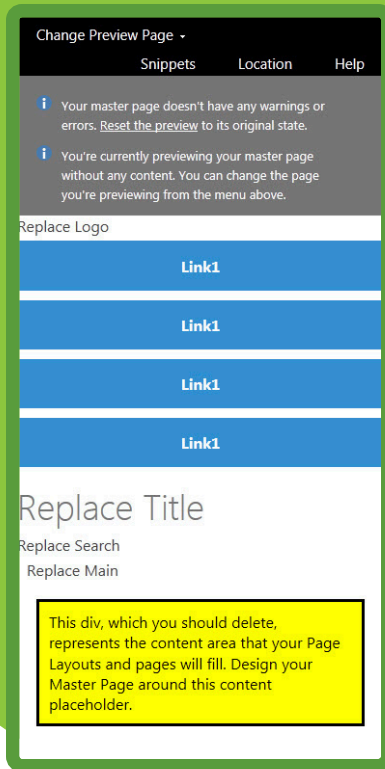 Change Preview Page
Snippets Location Help
Your master page doesn't have any warnings or
errors. Reset the preview to its original state.
You're currently previewing your master page
without any content. You can change the page
you're previewing from the menu above.
Replace Logo
Link1
Link1
Link1
Link1
Replace Title
Replace Search
Replace Main
This div, which you should delete,
represents the content area that your Page
Layouts and pages will fill. Design your
Master Page around this content
placeholder.